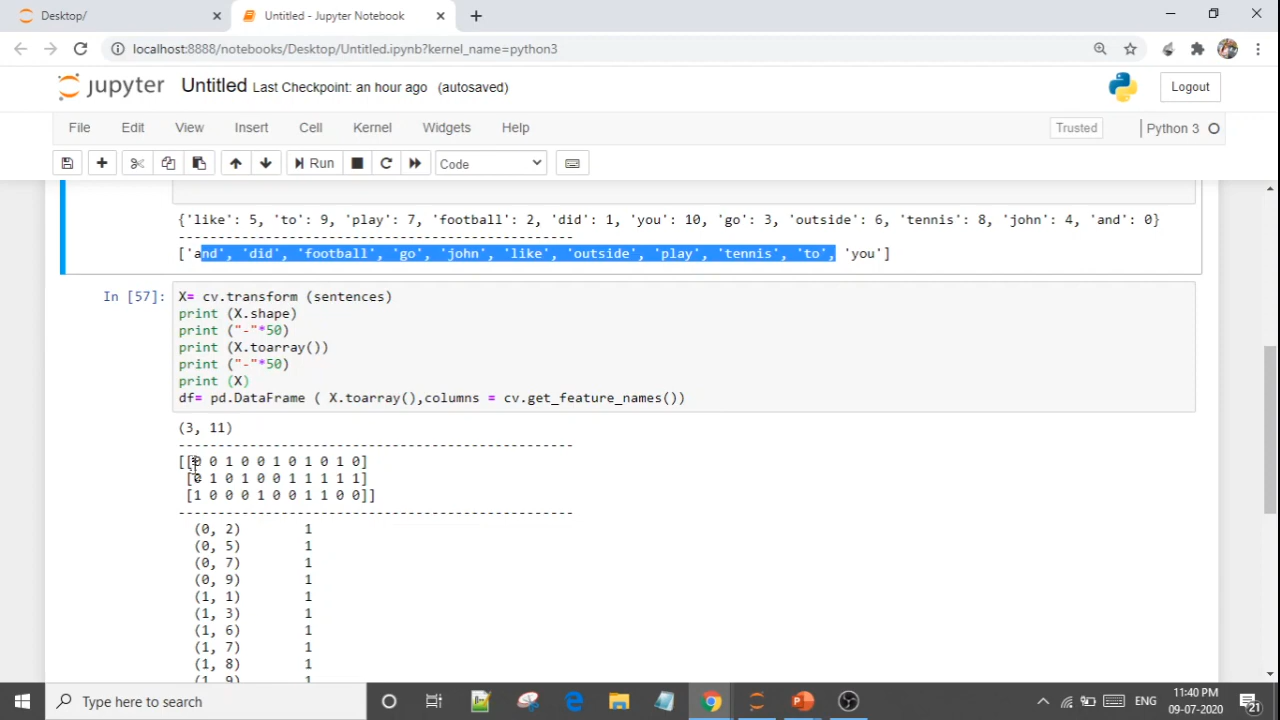 Desktop/
Untitled - Jupyter Notebook
localhost:8888/notebooks/Desktop/Untitled.ipynb?kernel_name=python3
jupyter Untitled Last Checkpoint: an hour ago (autosaved)
Logout
File Edit View Insert Cell Kernel Widgets Help
Trusted
Python 3
Run
Code
{'like': 5, 'to': 9, 'play': 7, 'football': 2, 'did': 1, 'you': 10, 'go': 3, 'outside': 6, 'tennis': 8, 'john': 4, 'and': 0}
--------------------------------------------------
['and', 'did', 'football', 'go', 'john', 'like', 'outside', 'play', 'tennis', 'to', 'you']
In [57]:
X= cv.transform (sentences)
print (X.shape)
print ("-"*50)
print (X.toarray())
print ("-"*50)
print (X)
df= pd.DataFrame ( X.toarray(),columns = cv.get_feature_names())
(3, 11)
--------------------------------------------------
[[0 0 1 0 0 1 0 1 0 1 0]
[0 1 0 1 0 0 1 1 1 1 1]
[1 0 0 0 1 0 0 1 1 0 0]]
--------------------------------------------------
(0, 2) 1
(0, 5) 1
(0, 7) 1
(0, 9) 1
(1, 1) 1
(1, 3) 1
(1, 6) 1
(1, 7) 1
(1, 8) 1
(1, 9) 1
Type here to search
ENG
11:40 PM
09-07-2020
21